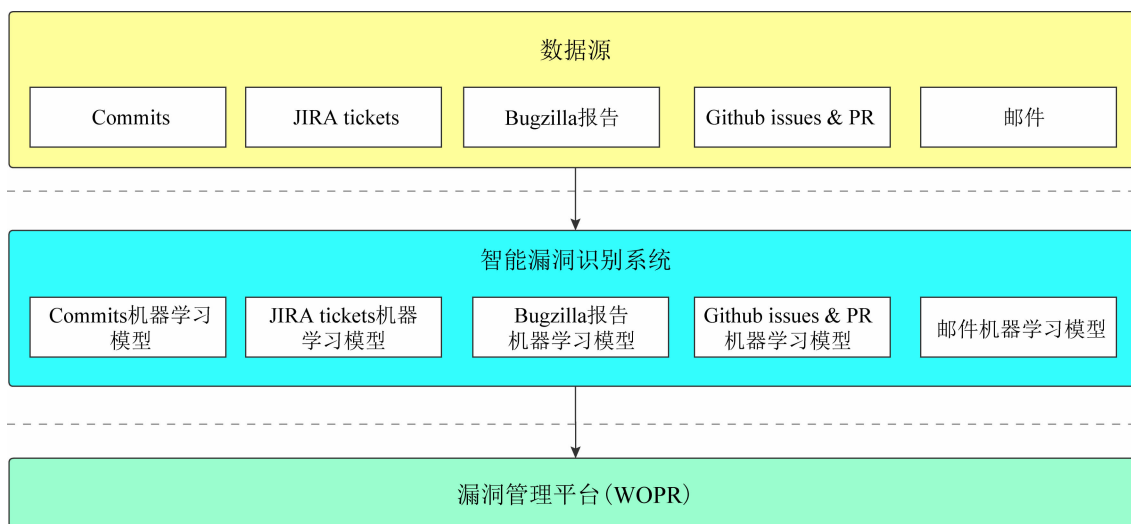 数据源
Commits
JIRA tickets
Bugzilla报告
Github issues & PR
邮件
智能漏洞识别系统
Commits机器学习
模型
JIRA tickets机器
学习模型
Bugzilla报告
机器学习模型
Github issues & PR
机器学习模型
邮件机器学习模型
漏洞管理平台(WOPR)